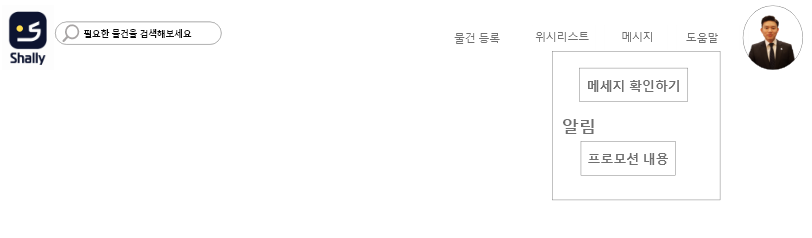 Shally
필요한 물건을 검색해보세요
물건 등록
위시리스트
메시지
도움말
메세지 확인하기
알림
프로모션 내용